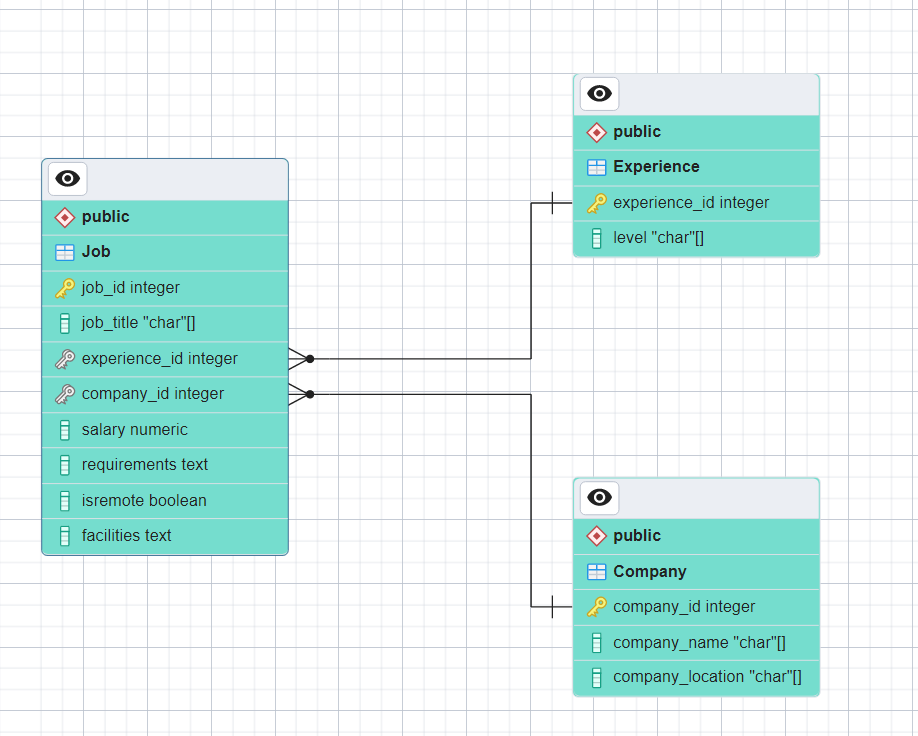 public
Job
job_id integer
job_title "char"[]
experience_id integer
company_id integer
salary numeric
requirements text
isremote boolean
facilities text
public
Experience
experience_id integer
level "char"[]
public
Company
company_id integer
company_name "char"[]
company_location "char"[]